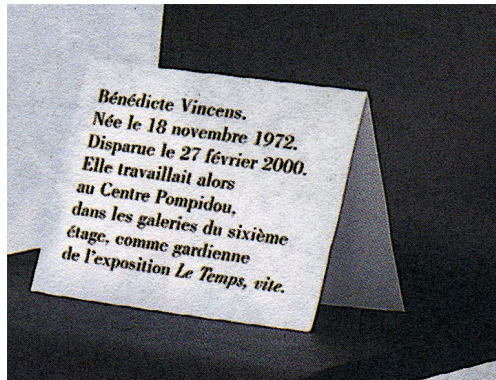 Bénédicte Vincens.
Née le 18 novembre 1972.
Disparue le 27 février 2000.
Elle travaillait alors
au Centre Pompidou,
dans les galeries du sixième
étage, comme gardienne
de l'exposition Le Temps, vite.